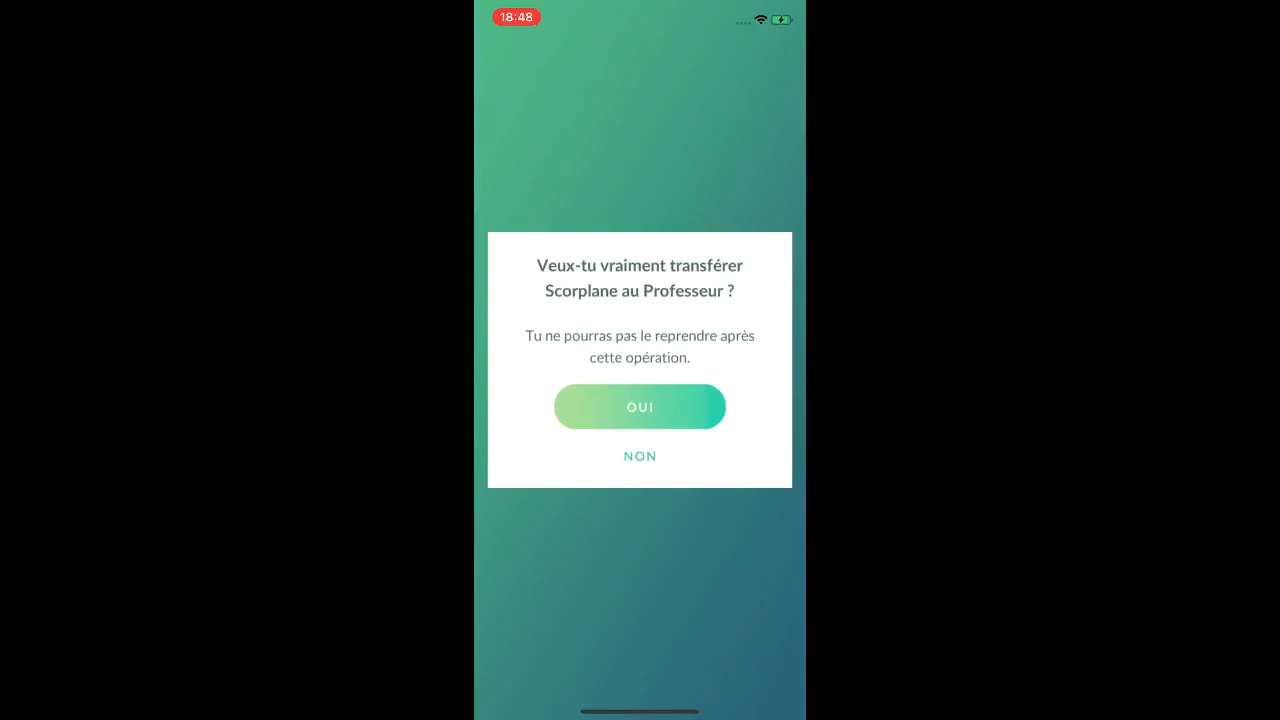 18:48
Veux-tu vraiment transférer
Scorplane au Professeur ?
Tu ne pourras pas le reprendre après
cette opération.
OUI
NON